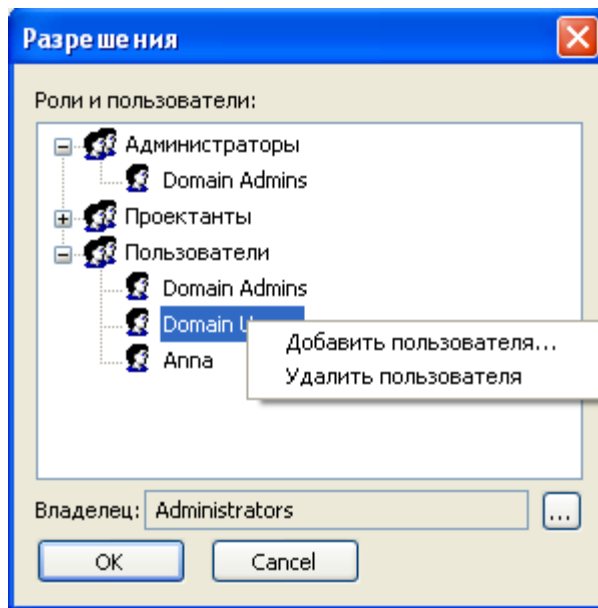 Разрешения
Роли и пользователи:
Администраторы
Domain Admins
Проектанты
Пользователи
Domain Admins
Domain
Добавить пользователя...
Anna
Удалить пользователя
Владелец: Administrators ...
OK Cancel